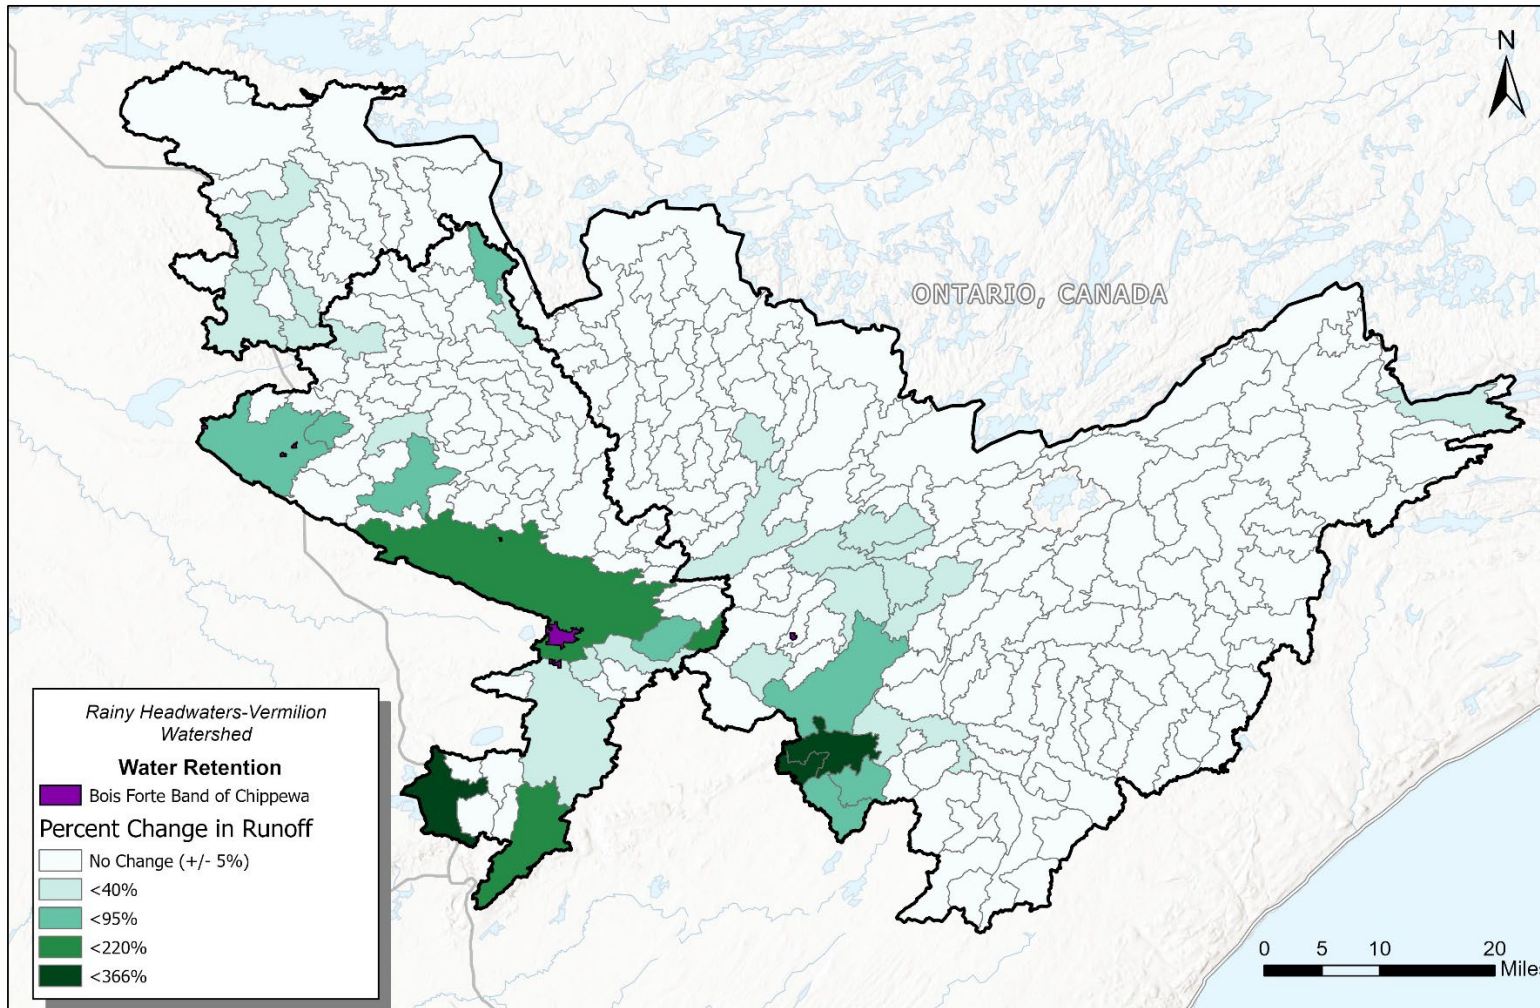 N
ONTARIO, CANADA
Rainy Headwaters-Vermilion
Watershed
Water Retention
Bois Forte Band of Chippewa
Percent Change in Runoff
No Change (+/- 5%)
<40%
<95%
<220%
<366%
0 5 10 20
Miles